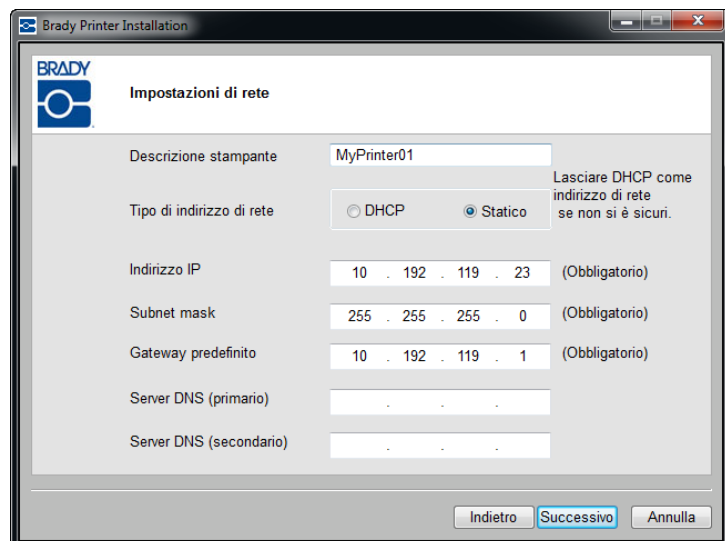 Brady Printer Installation
BRADY
Impostazioni di rete
Descrizione stampante
MyPrinter01
Tipo di indirizzo di rete
DHCP
Statico
Lasciare DHCP come
indirizzo di rete
se non si è sicuri.
Indirizzo IP
10 . 192 . 119 . 23
(Obbligatorio)
Subnet mask
255 . 255 . 255 . 0
(Obbligatorio)
Gateway predefinito
10 . 192 . 119 . 1
(Obbligatorio)
Server DNS (primario)
. . .
Server DNS (secondario)
. . .
Indietro
Successivo
Annulla